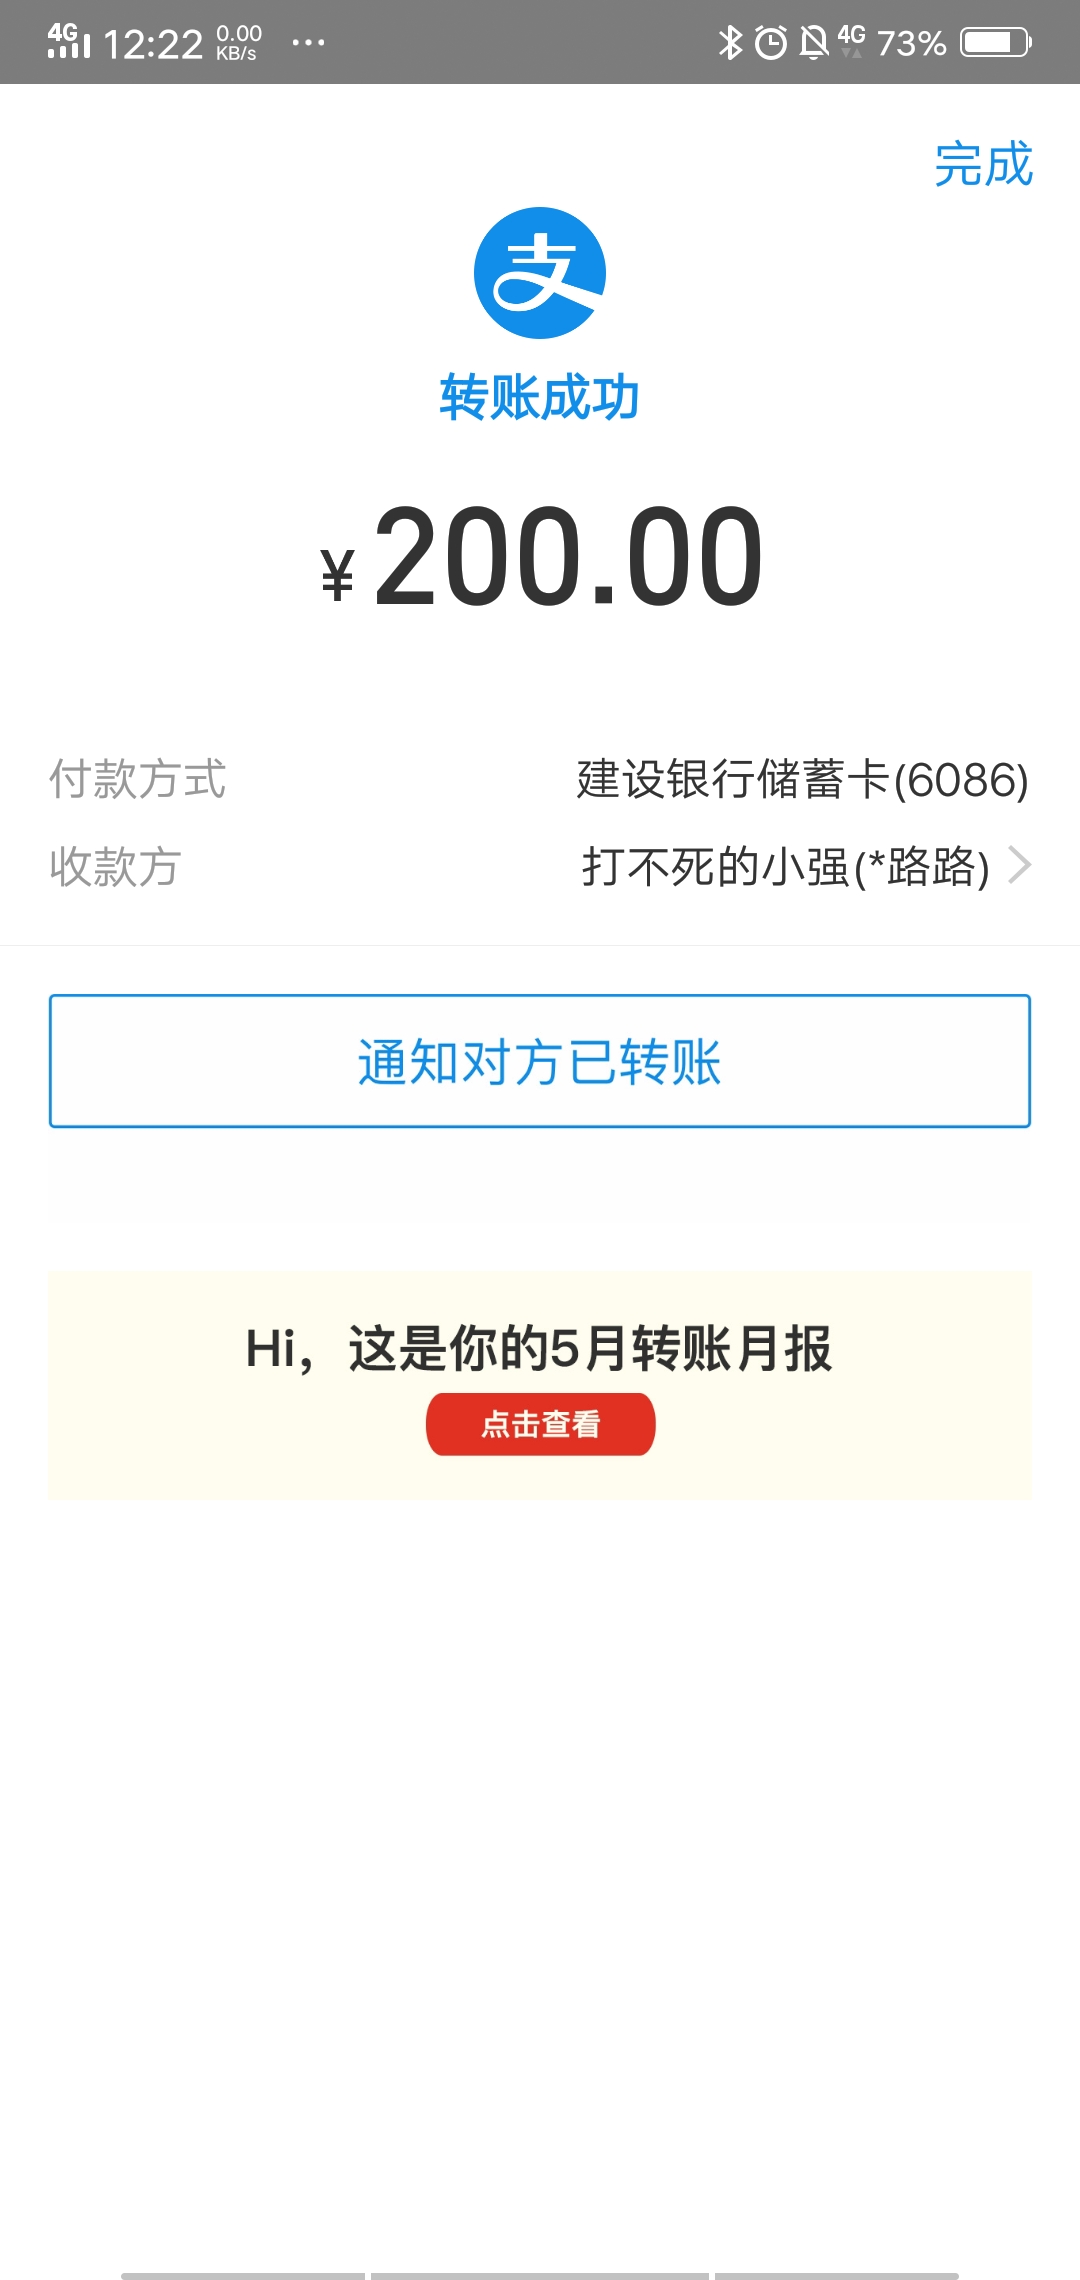 4G 12:22 0.00 KB/s ··· 4G 73%
完成
支
转账成功
¥200.00
付款方式 建设银行储蓄卡(6086)
收款方 打不死的小强(*路路)
通知对方已转账
Hi，这是你的5月转账月报
点击查看